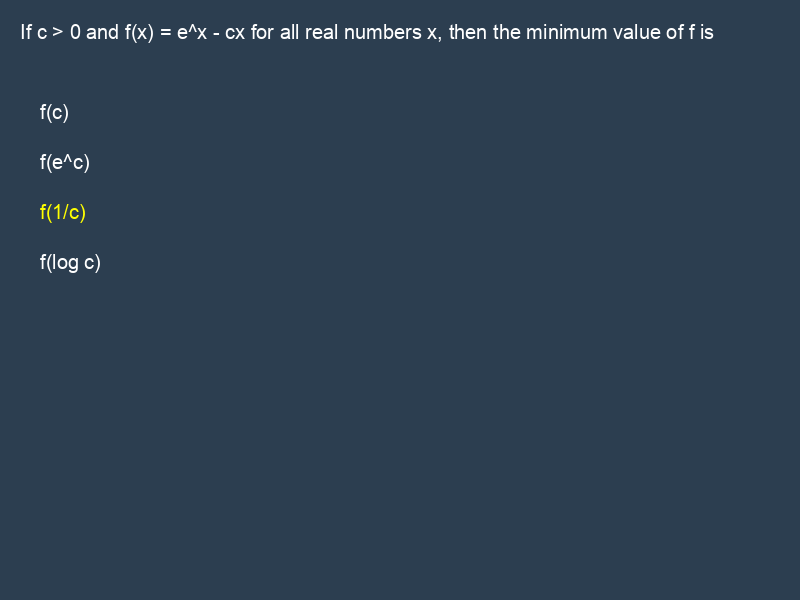 If c > 0 and f(x) = e^x - cx for all real numbers x, then the minimum value of f is
f(c)
f(e^c)
f(1/c)
f(log c)